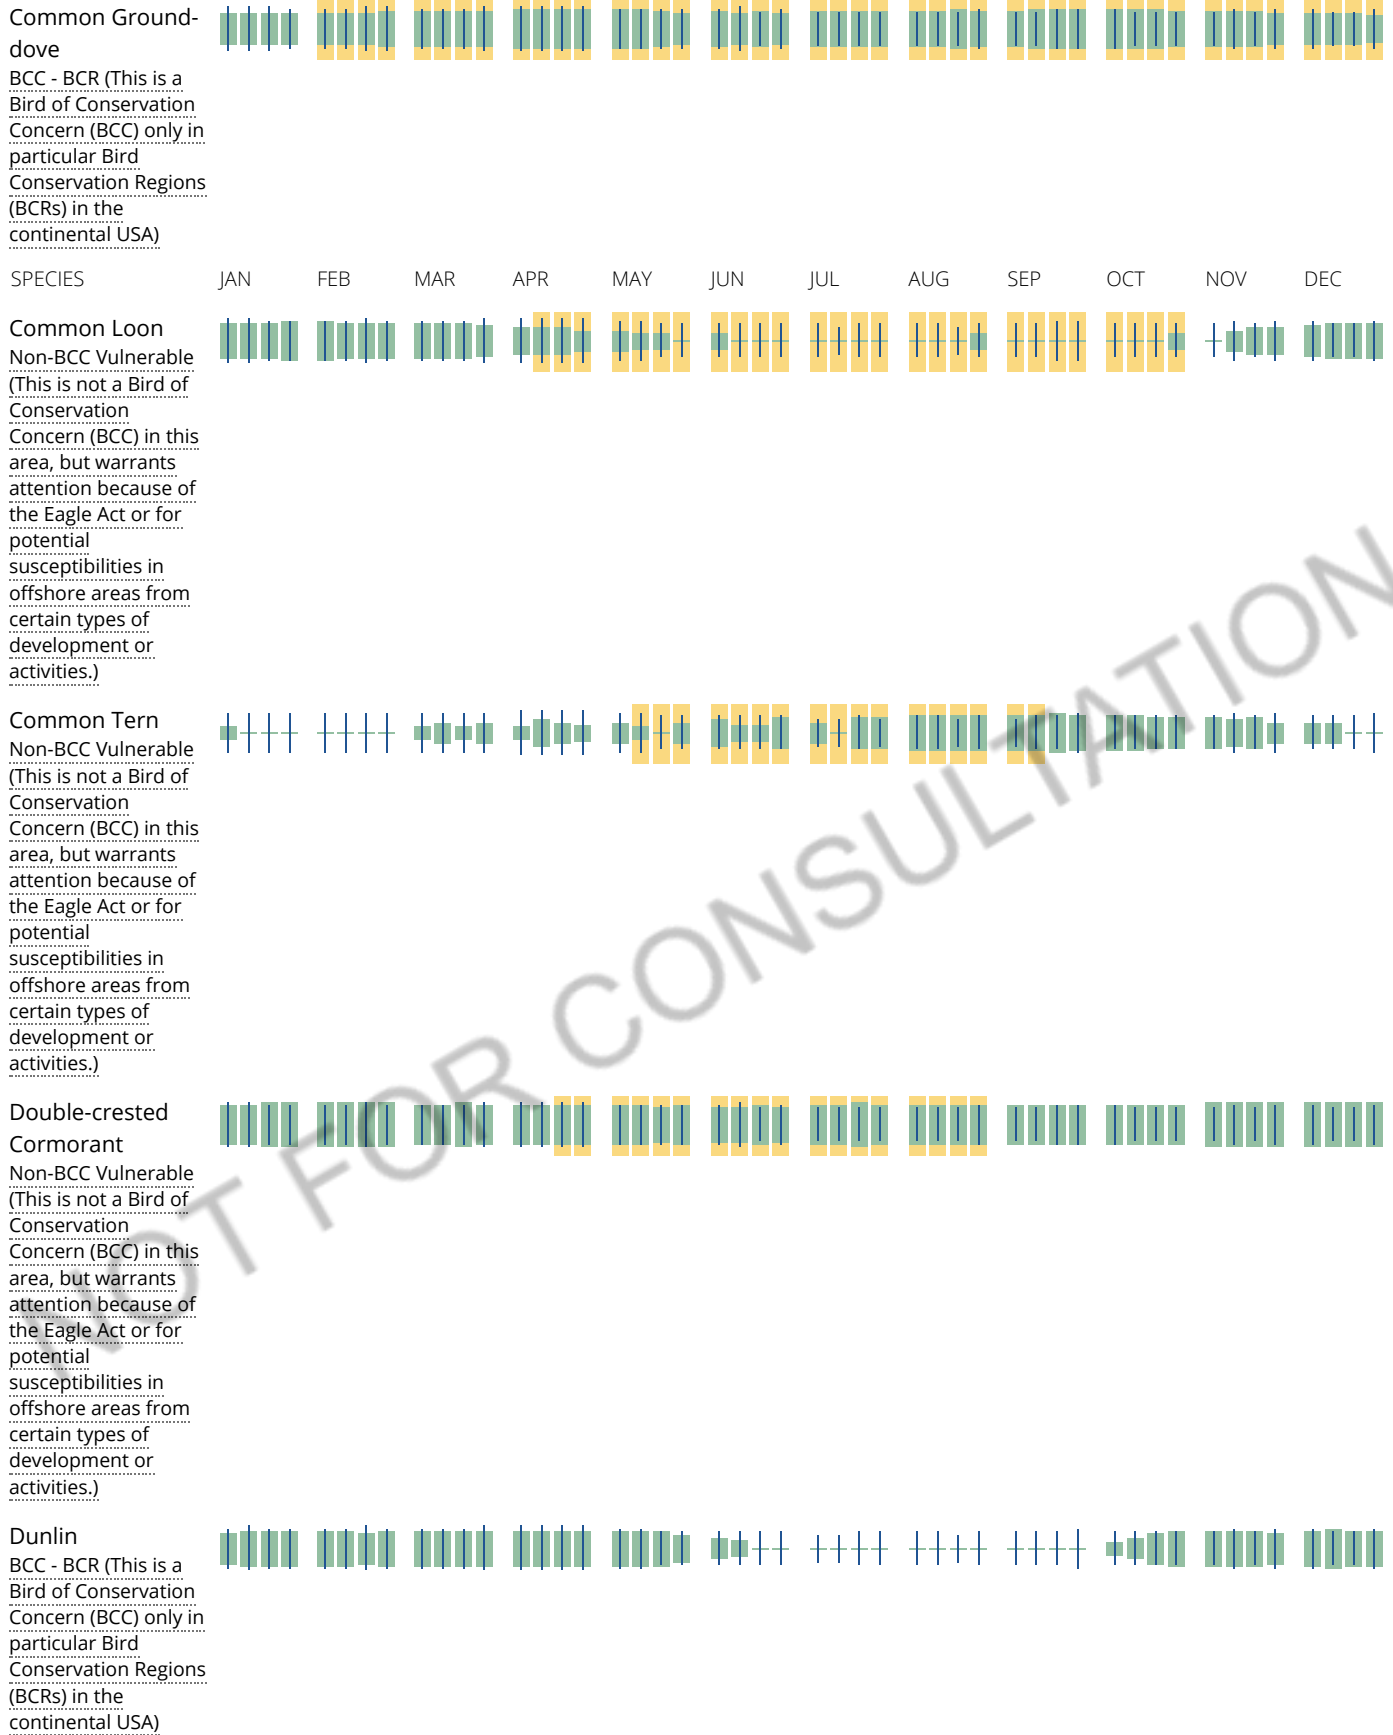 Common Ground-
dove
BCC - BCR (This is a
Bird of Conservation
Concern (BCC) only in
particular Bird
Conservation Regions
(BCRs) in the
continental USA)
SPECIES JAN FEB MAR APR MAY JUN JUL AUG SEP OCT NOV DEC
Common Loon
Non-BCC Vulnerable
(This is not a Bird of
Conservation
Concern (BCC) in this
area, but warrants
attention because of
the Eagle Act or for
potential
susceptibilities in
offshore areas from
certain types of
development or
activities.)
Common Tern
Non-BCC Vulnerable
(This is not a Bird of
Conservation
Concern (BCC) in this
area, but warrants
attention because of
the Eagle Act or for
potential
susceptibilities in
offshore areas from
certain types of
development or
activities.)
Double-crested
Cormorant
Non-BCC Vulnerable
(This is not a Bird of
Conservation
Concern (BCC) in this
area, but warrants
attention because of
the Eagle Act or for
potential
susceptibilities in
offshore areas from
certain types of
development or
activities.)
Dunlin
BCC - BCR (This is a
Bird of Conservation
Concern (BCC) only in
particular Bird
Conservation Regions
(BCRs) in the
continental USA)
NOT FOR CONSULTATION